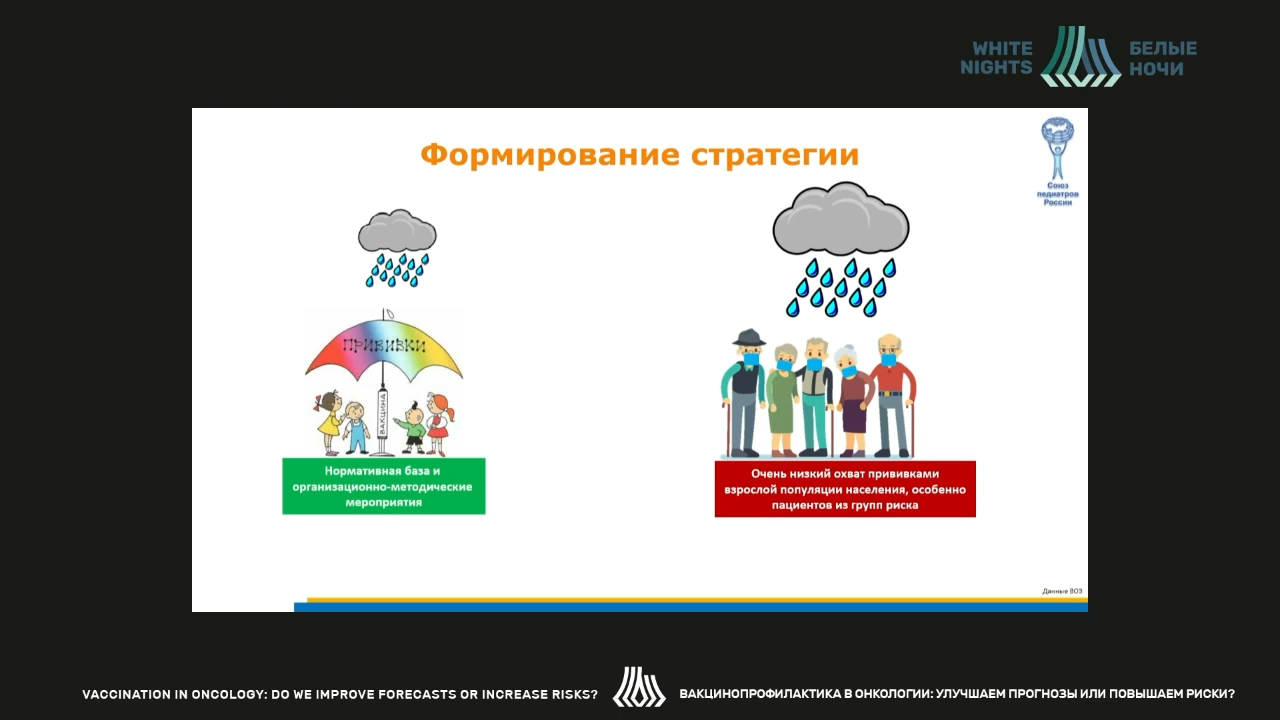 WHITE
NIGHTS
БЕЛЫЕ
НОЧИ
Формирование стратегии
Союз
педиатров
России
ПРИВИВКИ
ВАКЦИНА
Нормативная база и
организационно-методические
мероприятия
Очень низкий охват прививками
взрослой популяции населения, особенно
пациентов из групп риска
Данные ВОЗ
VACCINATION IN ONCOLOGY: DO WE IMPROVE FORECASTS OR INCREASE RISKS?
ВАКЦИНОПРОФИЛАКТИКА В ОНКОЛОГИИ: УЛУЧШАЕМ ПРОГНОЗЫ ИЛИ ПОВЫШАЕМ РИСКИ?